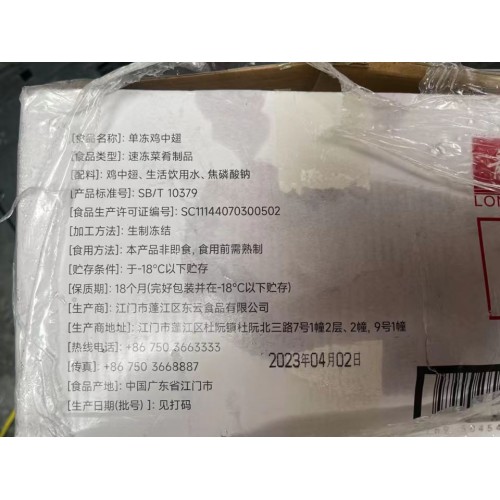 [食品名称]: 单冻鸡中翅
[食品类型]: 速冻菜肴制品
[配料]: 鸡中翅、生活饮用水、焦磷酸钠
[产品标准号]: SB/T 10379
[食品生产许可证编号]: SC11144070300502
[加工方法]: 生制冻结
[食用方法]: 本产品非即食, 食用前需熟制
[贮存条件]: 于-18℃以下贮存
[保质期]: 18个月(完好包装并在-18℃以下贮存)
[生产商]: 江门市蓬江区东云食品有限公司
[生产商地址]: 江门市蓬江区杜阮镇杜阮北三路7号1幢2层、2幢, 9号1幢
[热线电话]: +86 750 3663333
[传真]: +86 750 3668887
2023年04月02日
[食品产地]: 中国广东省江门市
[生产日期(批号)]: 见打码
LON